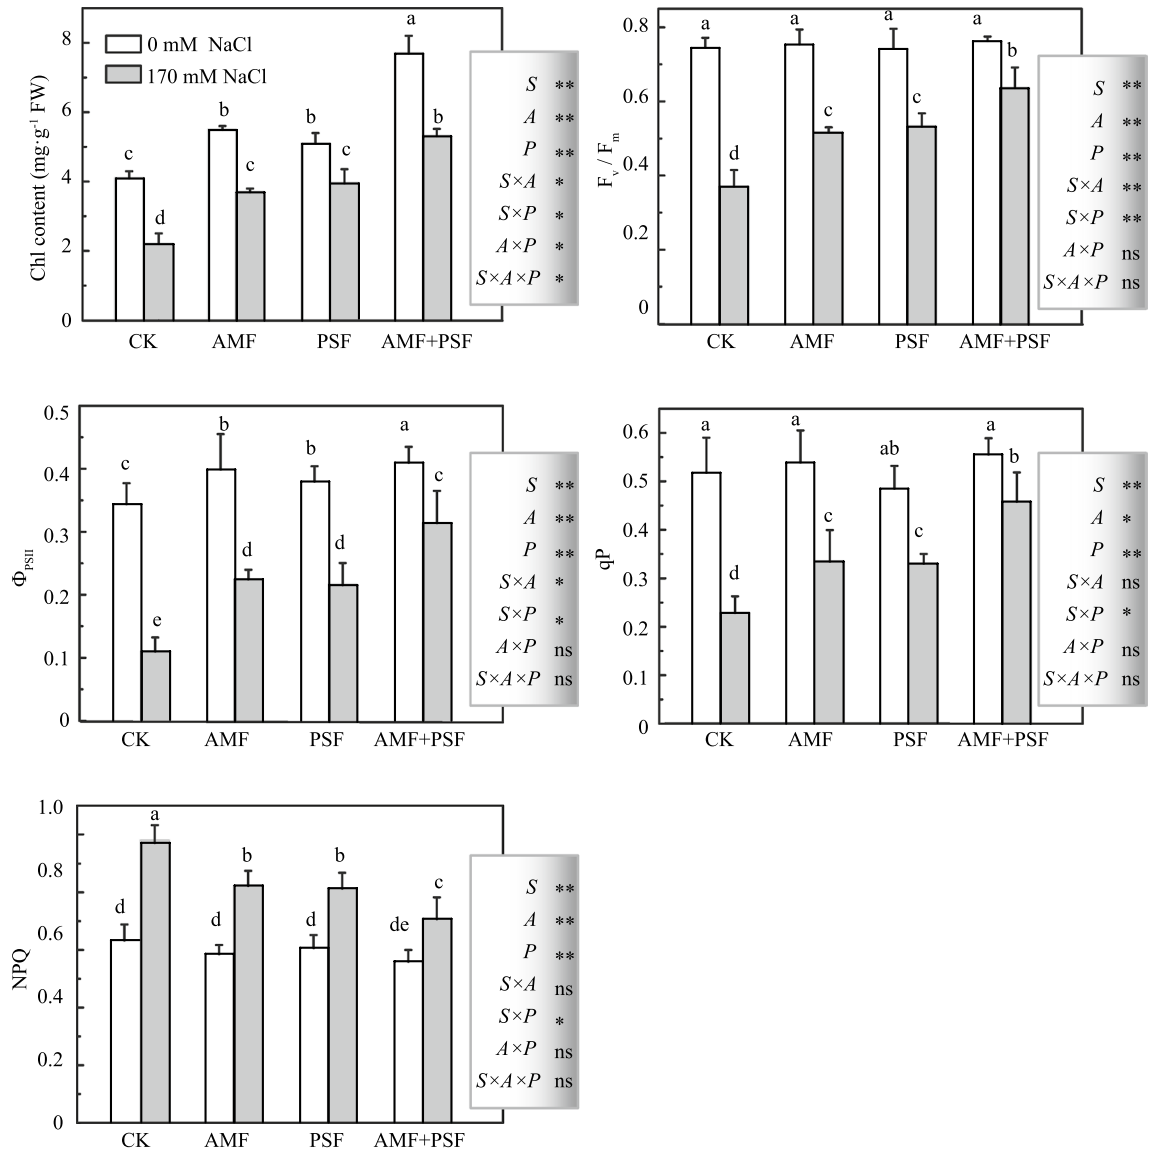 8
6
4
2
0
Chl content (mg·g⁻¹ FW)
0 mM NaCl
170 mM NaCl
c
d
b
c
b
c
a
b
CK
AMF
PSF
AMF+PSF
S **
A **
P **
S×A *
S×P *
A×P *
S×A×P *
0.8
0.6
0.4
0.2
0
Fv / Fm
a
d
a
c
a
c
a
b
CK
AMF
PSF
AMF+PSF
S **
A **
P **
S×A **
S×P **
A×P ns
S×A×P ns
0.5
0.4
0.3
0.2
0.1
0
ΦPSII
c
e
b
d
b
d
a
c
CK
AMF
PSF
AMF+PSF
S **
A **
P **
S×A *
S×P *
A×P ns
S×A×P ns
0.6
0.5
0.4
0.3
0.2
0.1
0
qP
a
d
a
c
ab
c
a
b
CK
AMF
PSF
AMF+PSF
S **
A *
P **
S×A ns
S×P *
A×P ns
S×A×P ns
1.0
0.8
0.6
0.4
0.2
0
NPQ
d
a
d
b
d
b
de
c
CK
AMF
PSF
AMF+PSF
S **
A **
P **
S×A ns
S×P *
A×P ns
S×A×P ns